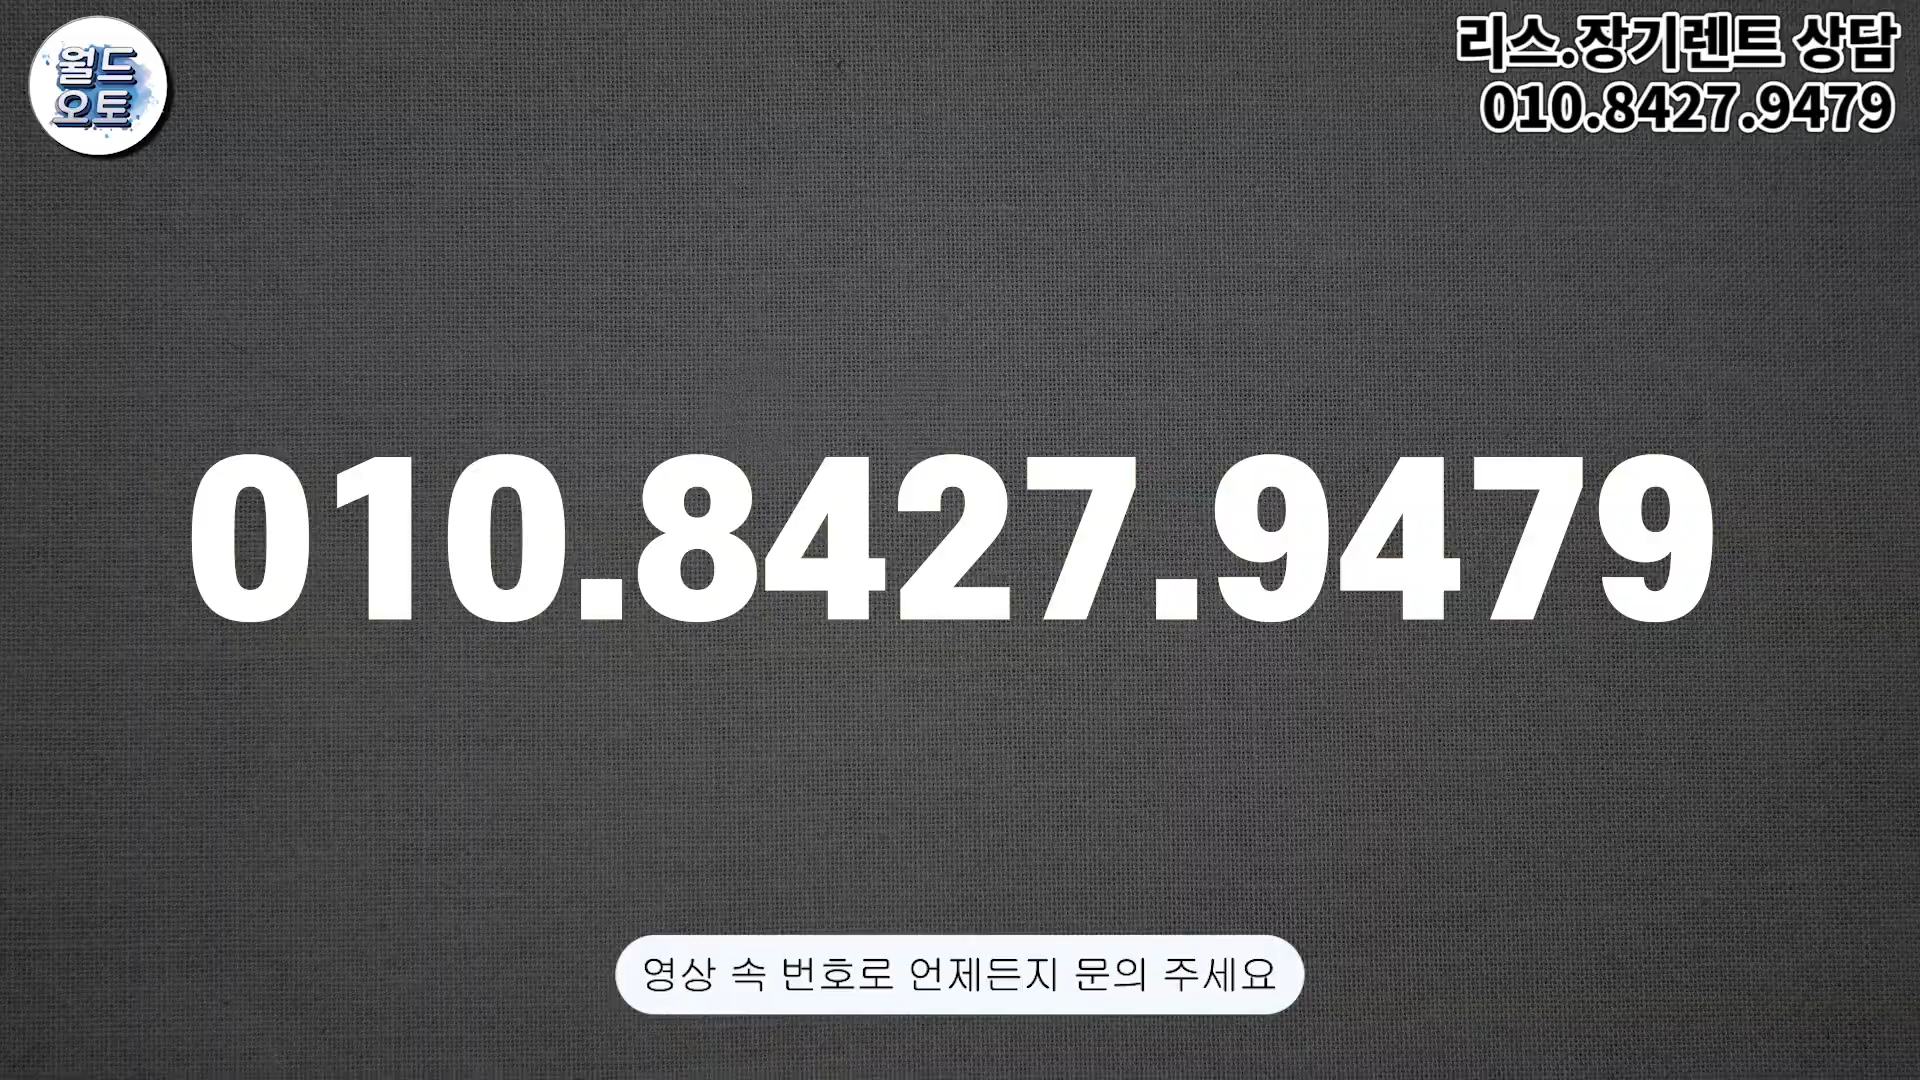 월드
오토
리스.장기렌트 상담
010.8427.9479
010.8427.9479
영상 속 번호로 언제든지 문의 주세요